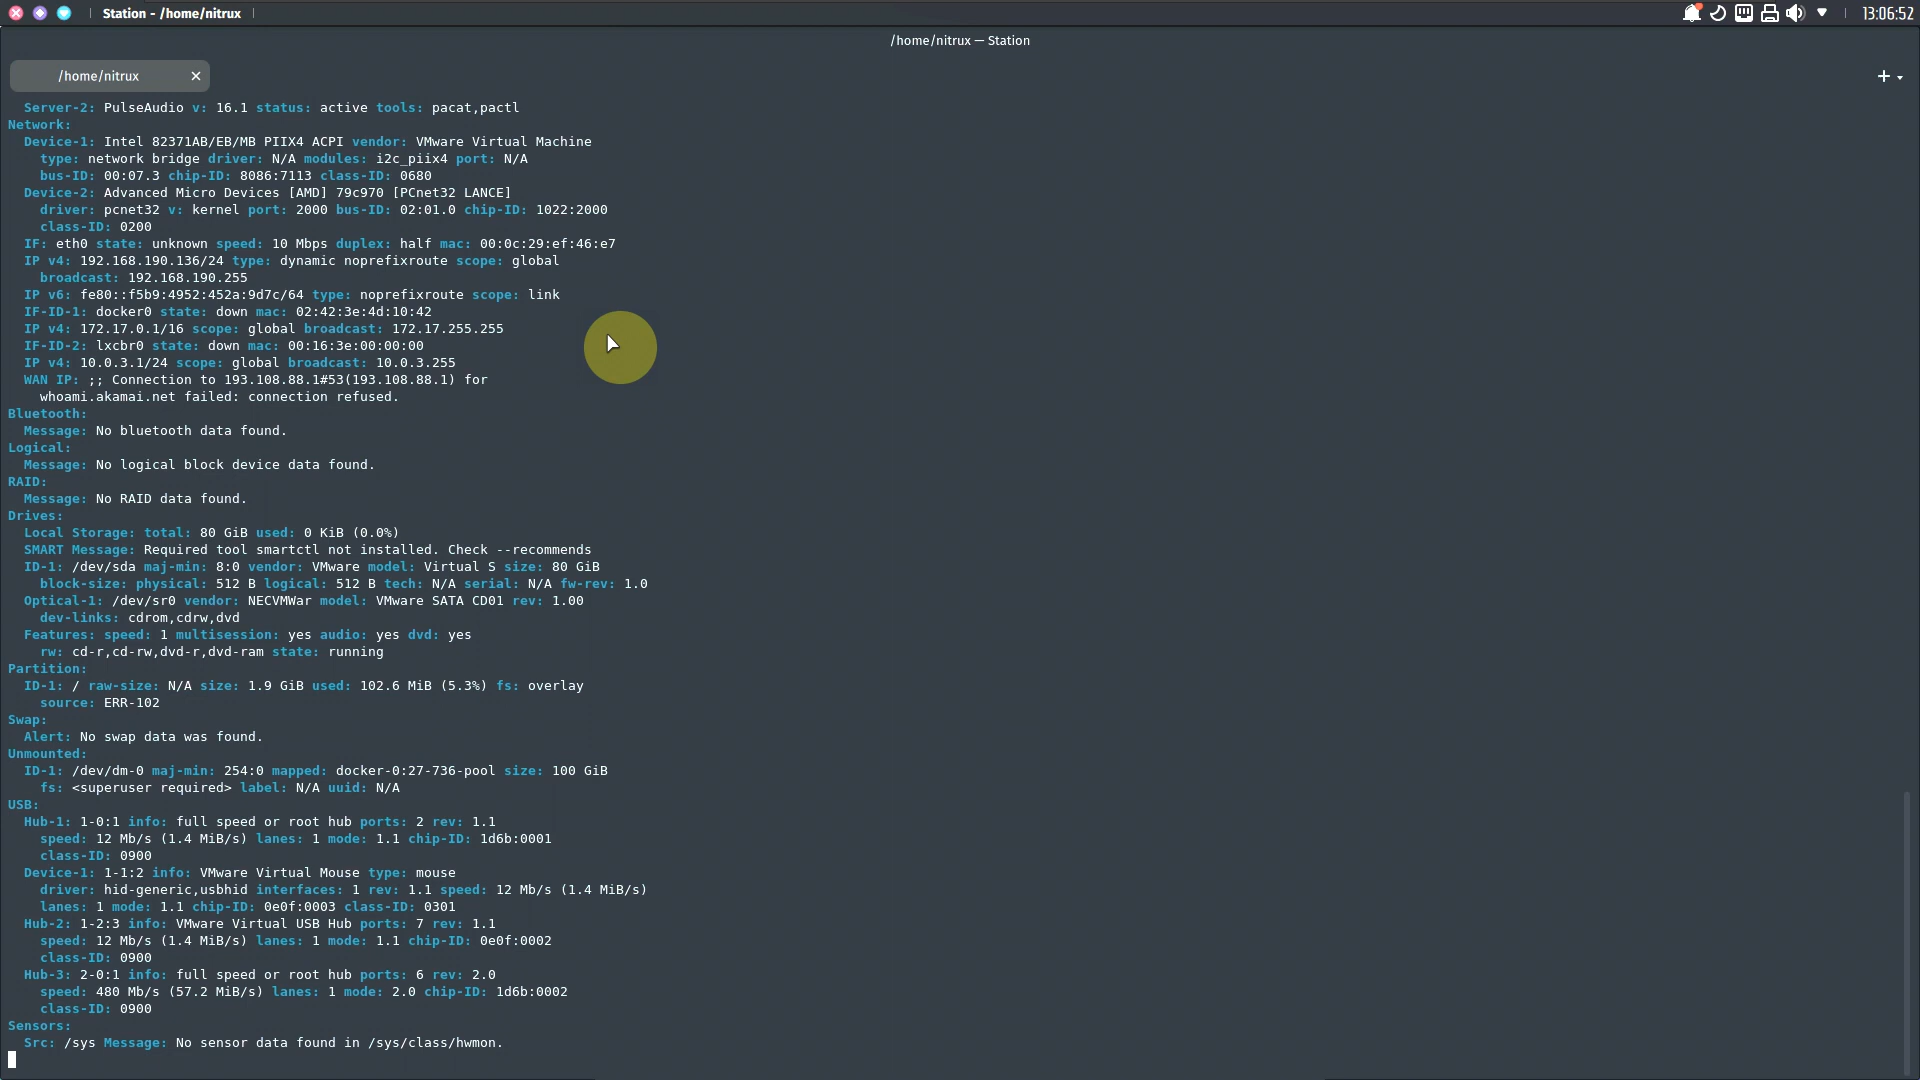 Station - /home/nitrux
13:06:52
/home/nitrux — Station
/home/nitrux
Server-2: PulseAudio v: 16.1 status: active tools: pacat,pactl
Network:
Device-1: Intel 82371AB/EB/MB PIIX4 ACPI vendor: VMware Virtual Machine
type: network bridge driver: N/A modules: i2c_piix4 port: N/A
bus-ID: 00:07.3 chip-ID: 8086:7113 class-ID: 0680
Device-2: Advanced Micro Devices [AMD] 79c970 [PCnet32 LANCE]
driver: pcnet32 v: kernel port: 2000 bus-ID: 02:01.0 chip-ID: 1022:2000
class-ID: 0200
IF: eth0 state: unknown speed: 10 Mbps duplex: half mac: 00:0c:29:ef:46:e7
IP v4: 192.168.190.136/24 type: dynamic noprefixroute scope: global
broadcast: 192.168.190.255
IP v6: fe80::f5b9:4952:452a:9d7c/64 type: noprefixroute scope: link
IF-ID-1: docker0 state: down mac: 02:42:3e:4d:10:42
IP v4: 172.17.0.1/16 scope: global broadcast: 172.17.255.255
IF-ID-2: lxcbr0 state: down mac: 00:16:3e:00:00:00
IP v4: 10.0.3.1/24 scope: global broadcast: 10.0.3.255
WAN IP: ;; Connection to 193.108.88.1#53(193.108.88.1) for
whoami.akamai.net failed: connection refused.
Bluetooth:
Message: No bluetooth data found.
Logical:
Message: No logical block device data found.
RAID:
Message: No RAID data found.
Drives:
Local Storage: total: 80 GiB used: 0 KiB (0.0%)
SMART Message: Required tool smartctl not installed. Check --recommends
ID-1: /dev/sda maj-min: 8:0 vendor: VMware model: Virtual S size: 80 GiB
block-size: physical: 512 B logical: 512 B tech: N/A serial: N/A fw-rev: 1.0
Optical-1: /dev/sr0 vendor: NECVMWar model: VMware SATA CD01 rev: 1.00
dev-links: cdrom,cdrw,dvd
Features: speed: 1 multisession: yes audio: yes dvd: yes
rw: cd-r,cd-rw,dvd-r,dvd-ram state: running
Partition:
ID-1: / raw-size: N/A size: 1.9 GiB used: 102.6 MiB (5.3%) fs: overlay
source: ERR-102
Swap:
Alert: No swap data was found.
Unmounted:
ID-1: /dev/dm-0 maj-min: 254:0 mapped: docker-0:27-736-pool size: 100 GiB
fs: <superuser required> label: N/A uuid: N/A
USB:
Hub-1: 1-0:1 info: full speed or root hub ports: 2 rev: 1.1
speed: 12 Mb/s (1.4 MiB/s) lanes: 1 mode: 1.1 chip-ID: 1d6b:0001
class-ID: 0900
Device-1: 1-1:2 info: VMware Virtual Mouse type: mouse
driver: hid-generic,usbhid interfaces: 1 rev: 1.1 speed: 12 Mb/s (1.4 MiB/s)
lanes: 1 mode: 1.1 chip-ID: 0e0f:0003 class-ID: 0301
Hub-2: 1-2:3 info: VMware Virtual USB Hub ports: 7 rev: 1.1
speed: 12 Mb/s (1.4 MiB/s) lanes: 1 mode: 1.1 chip-ID: 0e0f:0002
class-ID: 0900
Hub-3: 2-0:1 info: full speed or root hub ports: 6 rev: 2.0
speed: 480 Mb/s (57.2 MiB/s) lanes: 1 mode: 2.0 chip-ID: 1d6b:0002
class-ID: 0900
Sensors:
Src: /sys Message: No sensor data found in /sys/class/hwmon.